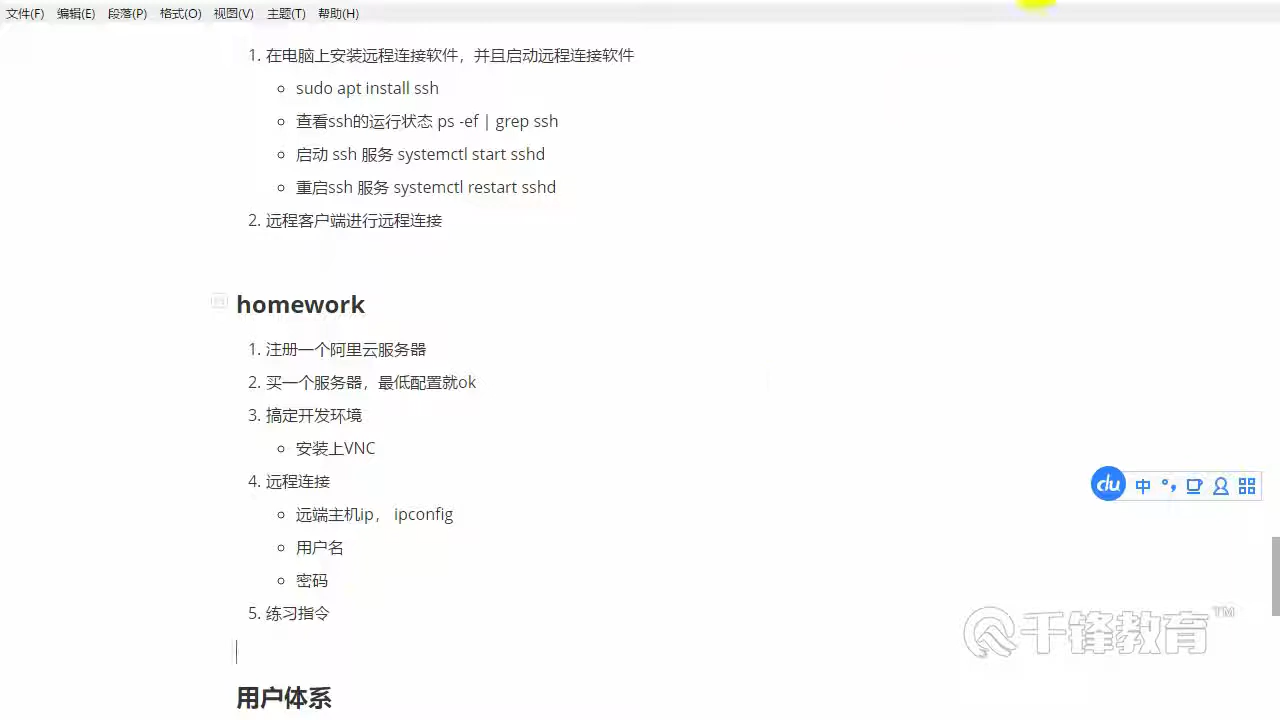 文件(F) 编辑(E) 段落(P) 格式(O) 视图(V) 主题(T) 帮助(H)
1. 在电脑上安装远程连接软件，并且启动远程连接软件
sudo apt install ssh
查看ssh的运行状态 ps -ef | grep ssh
启动 ssh 服务 systemctl start sshd
重启ssh 服务 systemctl restart sshd
2. 远程客户端进行远程连接
homework
1. 注册一个阿里云服务器
2. 买一个服务器，最低配置就ok
3. 搞定开发环境
安装上VNC
4. 远程连接
远端主机ip， ipconfig
用户名
密码
5. 练习指令
用户体系
du 中 °,
千锋教育™